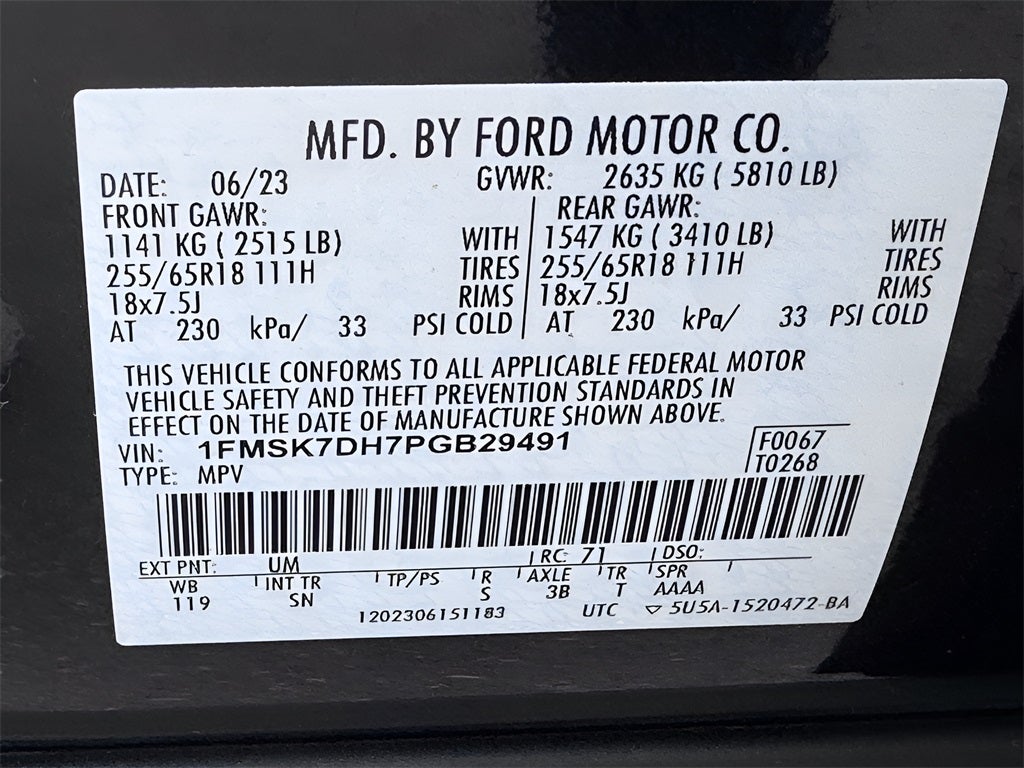 MFD. BY FORD MOTOR CO.
DATE: 06/23 GVWR: 2635 KG ( 5810 LB)
FRONT GAWR: REAR GAWR:
1141 KG ( 2515 LB) WITH 1547 KG ( 3410 LB) WITH
255/65R18 111H TIRES 255/65R18 111H TIRES
18x7.5J RIMS 18x7.5J RIMS
AT 230 kPa/ 33 PSI COLD AT 230 kPa/ 33 PSI COLD
THIS VEHICLE CONFORMS TO ALL APPLICABLE FEDERAL MOTOR
VEHICLE SAFETY AND THEFT PREVENTION STANDARDS IN
EFFECT ON THE DATE OF MANUFACTURE SHOWN ABOVE.
VIN: 1FMSK7DH7PGB29491 F0067
TYPE: MPV T0268
EXT PNT: UM RC: 71 DSO:
WB INT TR TP/PS R AXLE TR SPR
119 SN S 3B T AAAA
1202306151183 UTC ▽ 5U5A-1520472-BA